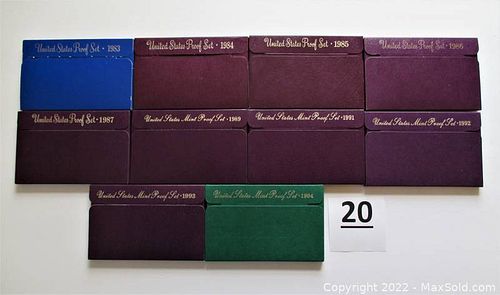 United States Proof Set · 1983
United States Proof Set · 1984
United States Proof Set · 1985
United States Proof Set · 1986
United States Proof Set · 1987
United States Mint Proof Set · 1989
United States Mint Proof Set · 1991
United States Mint Proof Set · 1992
United States Mint Proof Set · 1993
United States Mint Proof Set · 1994
20
Copyright 2022 - MaxSold.com